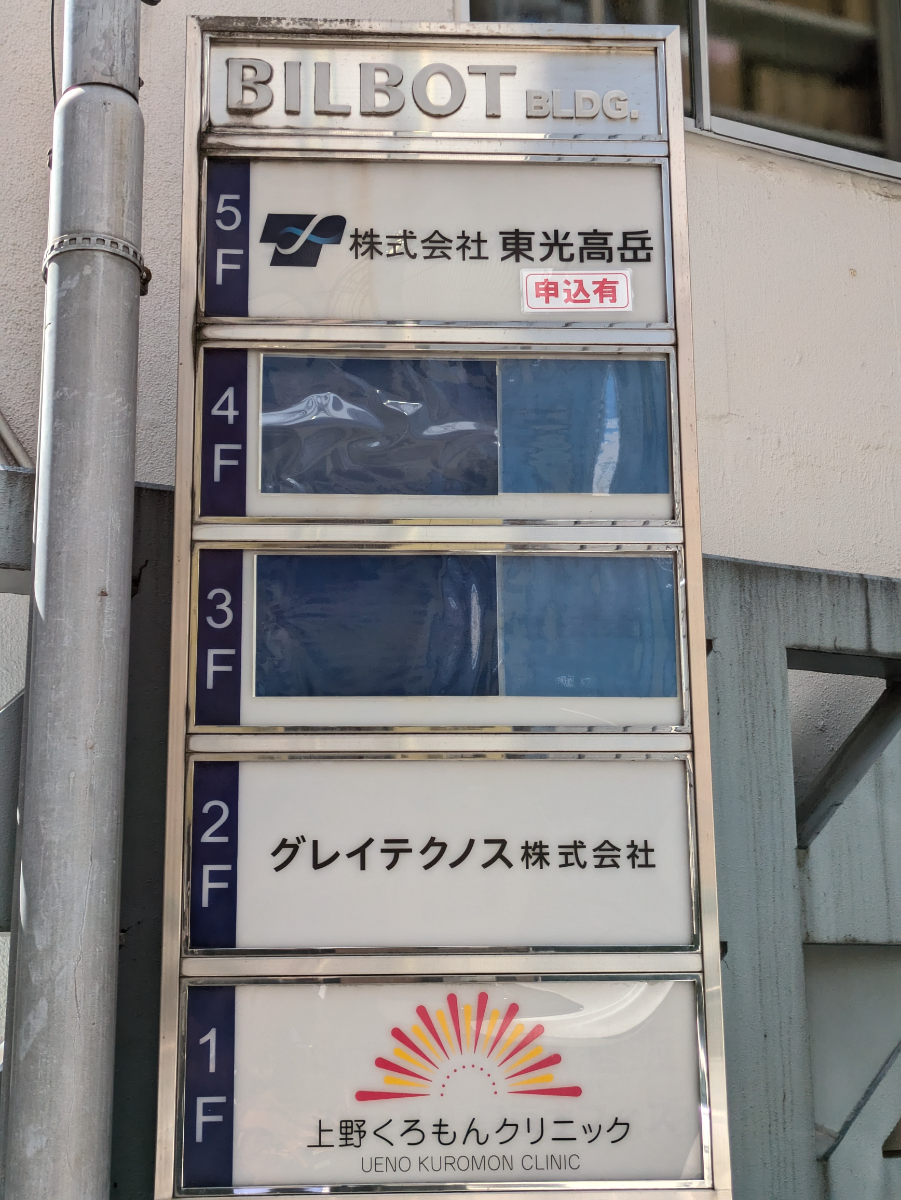 BILBOT BLDG.
5F
株式会社 東光高岳
申込有
4F
3F
2F
グレイテクノス株式会社
1F
上野くろもんクリニック
UENO KUROMON CLINIC